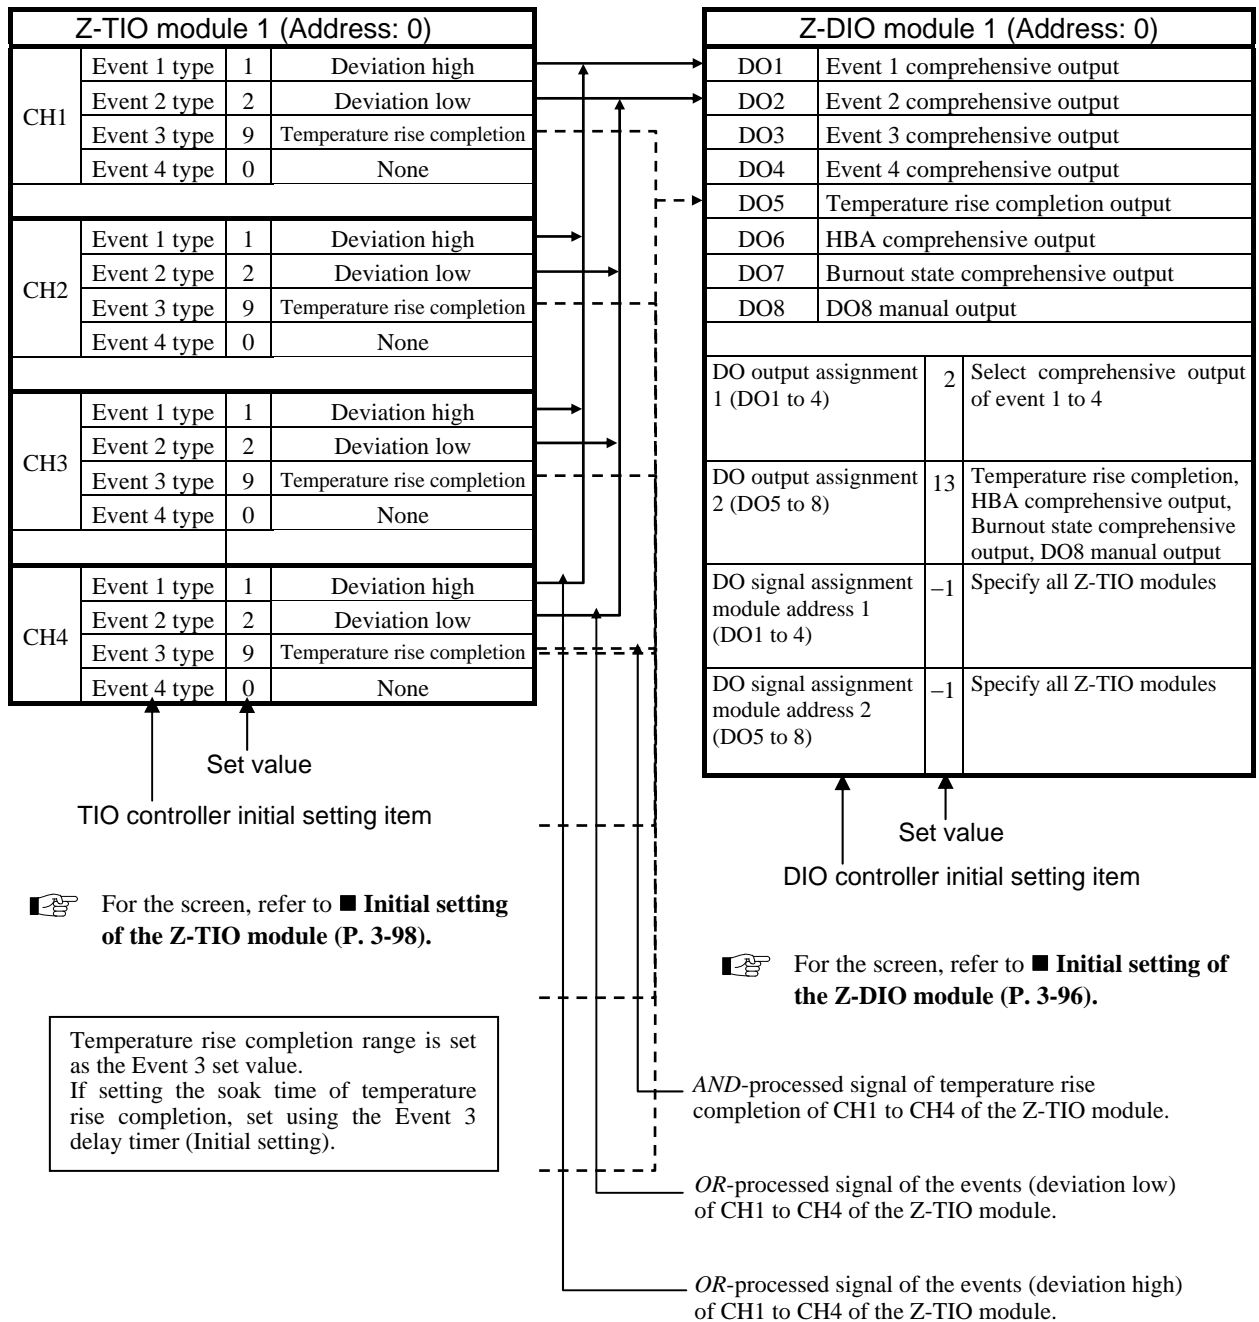 Z-TIO module 1 (Address: 0)
CH1
Event 1 type 1 Deviation high
Event 2 type 2 Deviation low
Event 3 type 9 Temperature rise completion
Event 4 type 0 None
CH2
Event 1 type 1 Deviation high
Event 2 type 2 Deviation low
Event 3 type 9 Temperature rise completion
Event 4 type 0 None
CH3
Event 1 type 1 Deviation high
Event 2 type 2 Deviation low
Event 3 type 9 Temperature rise completion
Event 4 type 0 None
CH4
Event 1 type 1 Deviation high
Event 2 type 2 Deviation low
Event 3 type 9 Temperature rise completion
Event 4 type 0 None
Set value
TIO controller initial setting item
For the screen, refer to ■ Initial setting
of the Z-TIO module (P. 3-98).
Temperature rise completion range is set
as the Event 3 set value.
If setting the soak time of temperature
rise completion, set using the Event 3
delay timer (Initial setting).
Z-DIO module 1 (Address: 0)
DO1 Event 1 comprehensive output
DO2 Event 2 comprehensive output
DO3 Event 3 comprehensive output
DO4 Event 4 comprehensive output
DO5 Temperature rise completion output
DO6 HBA comprehensive output
DO7 Burnout state comprehensive output
DO8 DO8 manual output
DO output assignment
1 (DO1 to 4)
2
Select comprehensive output
of event 1 to 4
DO output assignment
2 (DO5 to 8)
13
Temperature rise completion,
HBA comprehensive output,
Burnout state comprehensive
output, DO8 manual output
DO signal assignment
module address 1
(DO1 to 4)
−1
Specify all Z-TIO modules
DO signal assignment
module address 2
(DO5 to 8)
−1
Specify all Z-TIO modules
Set value
DIO controller initial setting item
For the screen, refer to ■ Initial setting of
the Z-DIO module (P. 3-96).
AND-processed signal of temperature rise
completion of CH1 to CH4 of the Z-TIO module.
OR-processed signal of the events (deviation low)
of CH1 to CH4 of the Z-TIO module.
OR-processed signal of the events (deviation high)
of CH1 to CH4 of the Z-TIO module.